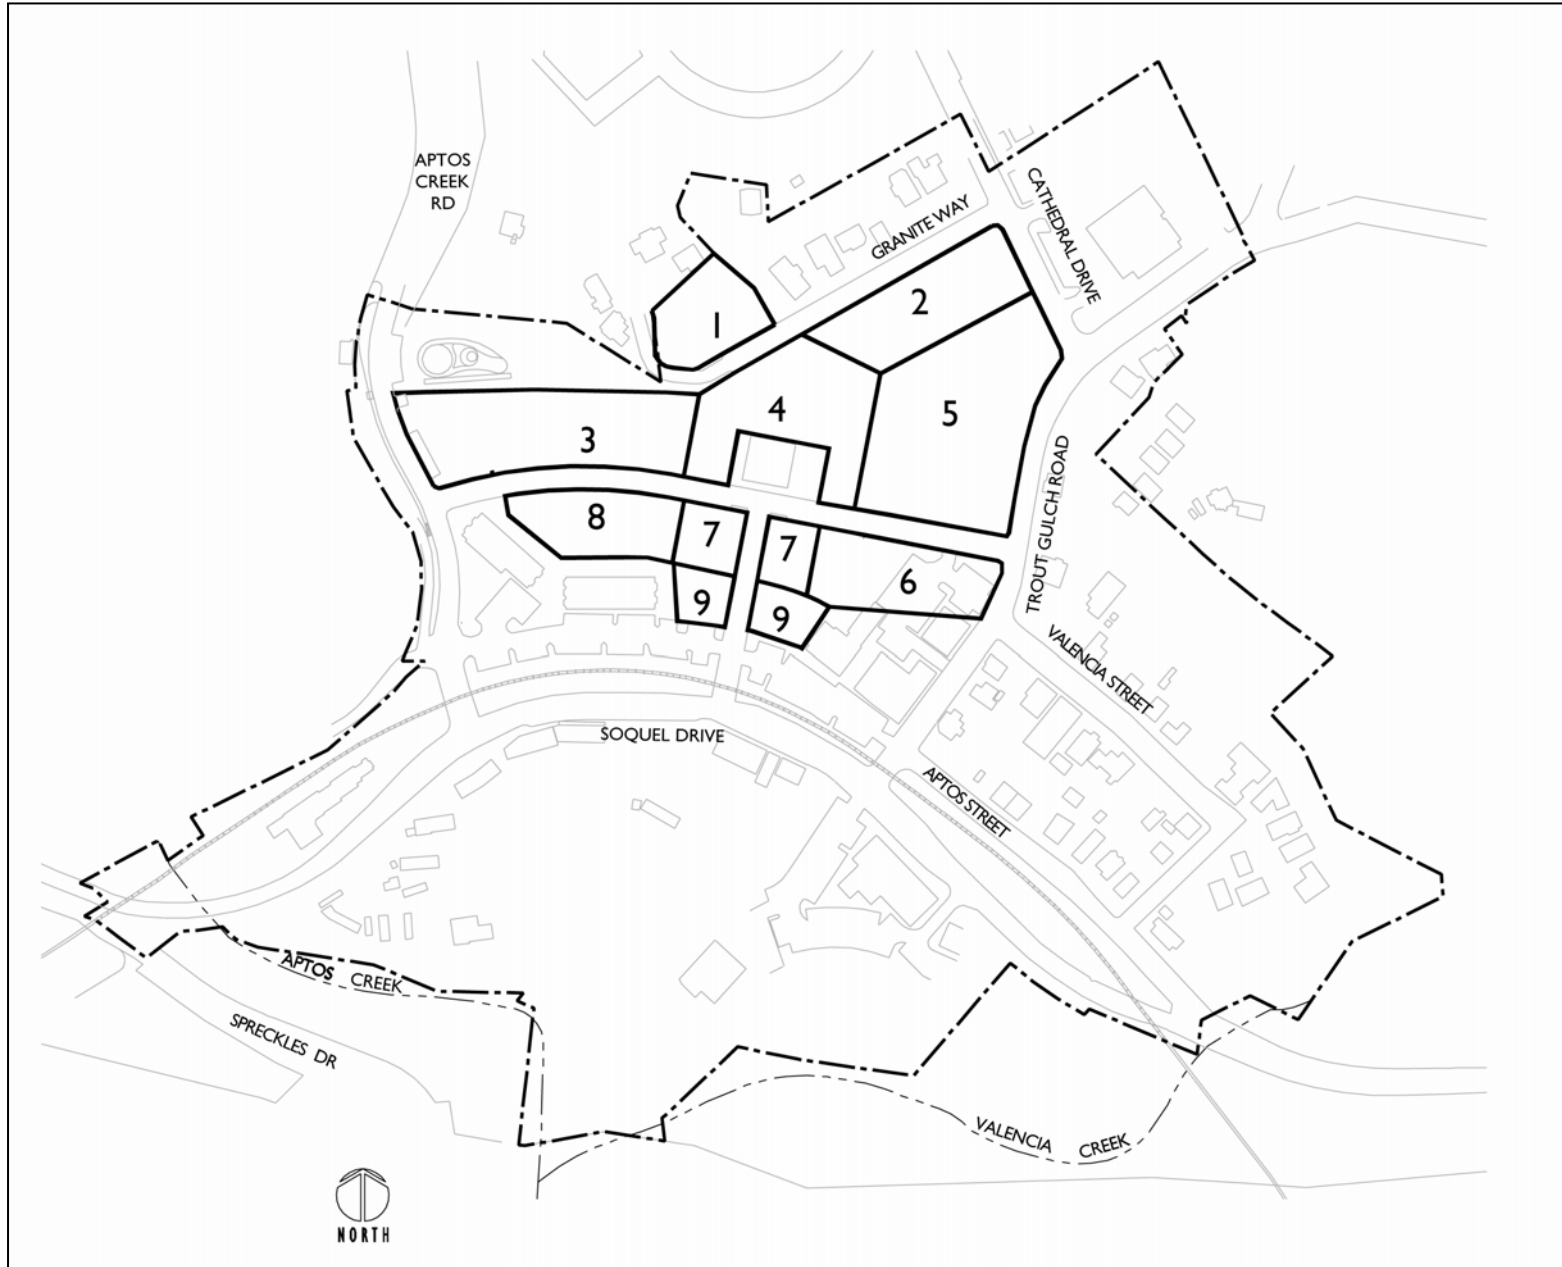 APTOS
CREEK
RD
CATHEDRAL DRIVE
GRANITE WAY
1
2
3
4
5
TROUT GULCH ROAD
8
7
7
6
9
9
VALENCIA STREET
SOQUEL DRIVE
APTOS STREET
APTOS CREEK
SPRECKLES DR
VALENCIA CREEK
NORTH